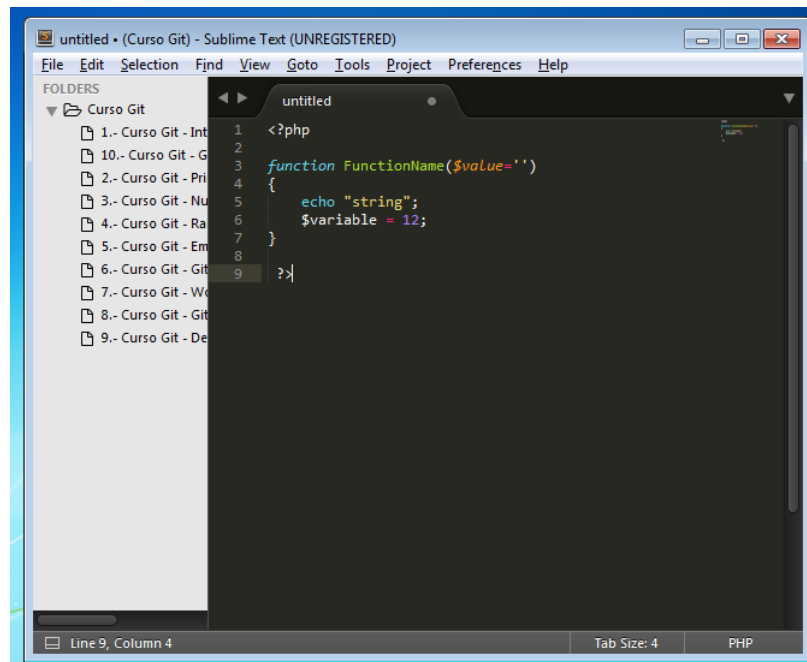 untitled • (Curso Git) - Sublime Text (UNREGISTERED)
File Edit Selection Find View Goto Tools Project Preferences Help
FOLDERS
Curso Git
1.- Curso Git - Int
10.- Curso Git - G
2.- Curso Git - Pri
3.- Curso Git - Nu
4.- Curso Git - Ra
5.- Curso Git - Em
6.- Curso Git - Git
7.- Curso Git - Wo
8.- Curso Git - Git
9.- Curso Git - De
untitled
1 <?php
2
3 function FunctionName($value='')
4 {
5 echo "string";
6 $variable = 12;
7 }
8
9 ?>
Line 9, Column 4 Tab Size: 4 PHP